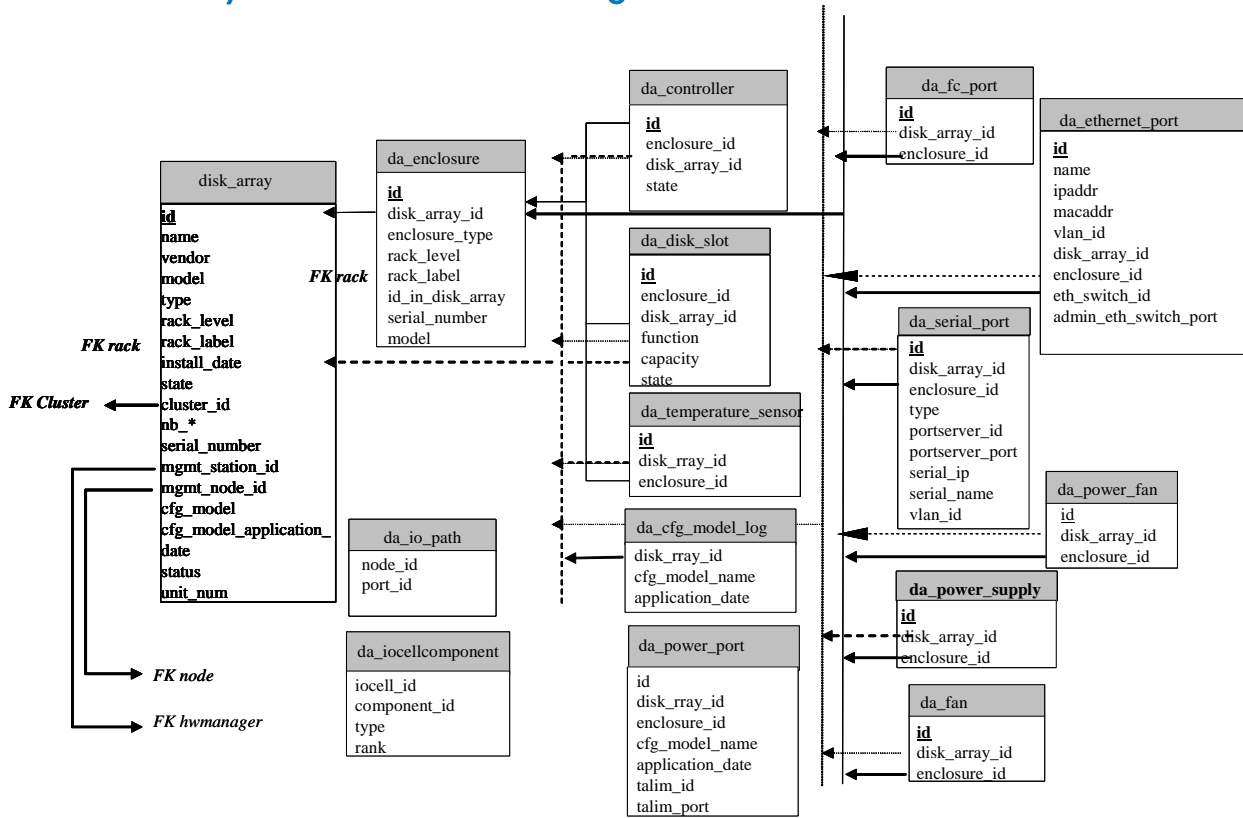 disk_array
id
name
vendor
model
type
rack_level
rack_label
install_date
state
cluster_id
nb_*
serial_number
mgmt_station_id
mgmt_node_id
cfg_model
cfg_model_application_
date
status
unit_num
FK rack
FK Cluster
FK node
FK hwmanager
da_enclosure
id
disk_array_id
enclosure_type
rack_level
rack_label
id_in_disk_array
serial_number
model
FK rack
da_io_path
node_id
port_id
da_iocellcomponent
iocell_id
component_id
type
rank
da_controller
id
enclosure_id
disk_array_id
state
da_disk_slot
id
enclosure_id
disk_array_id
function
capacity
state
da_temperature_sensor
id
disk_rray_id
enclosure_id
da_cfg_model_log
disk_rray_id
cfg_model_name
application_date
da_power_port
id
disk_rray_id
enclosure_id
cfg_model_name
application_date
talim_id
talim_port
da_fc_port
id
disk_array_id
enclosure_id
da_ethernet_port
id
name
ipaddr
macaddr
vlan_id
disk_array_id
enclosure_id
eth_switch_id
admin_eth_switch_port
da_serial_port
id
disk_array_id
enclosure_id
type
portserver_id
portserver_port
serial_ip
serial_name
vlan_id
da_power_fan
id
disk_array_id
enclosure_id
da_power_supply
id
disk_array_id
enclosure_id
da_fan
id
disk_array_id
enclosure_id